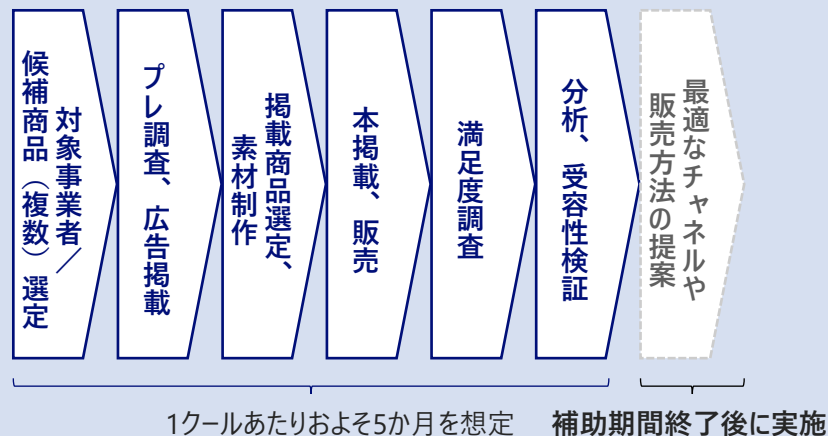 対象事業者／
候補商品（複数）選定
プレ調査、広告掲載
掲載商品選定、
素材制作
本掲載、販売
満足度調査
分析、受容性検証
最適なチャネルや
販売方法の提案
1クールあたりおよそ5か月を想定
補助期間終了後に実施